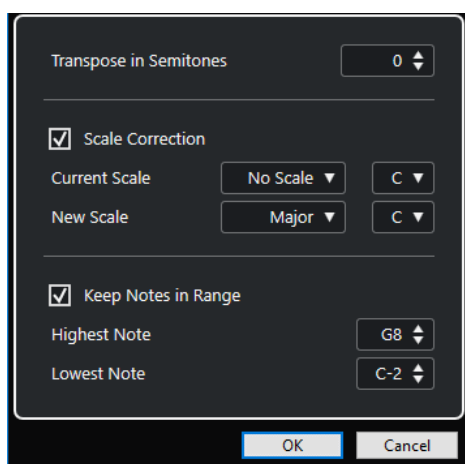 Transpose in Semitones 0
Scale Correction
Current Scale No Scale C
New Scale Major C
Keep Notes in Range
Highest Note G8
Lowest Note C-2
OK Cancel